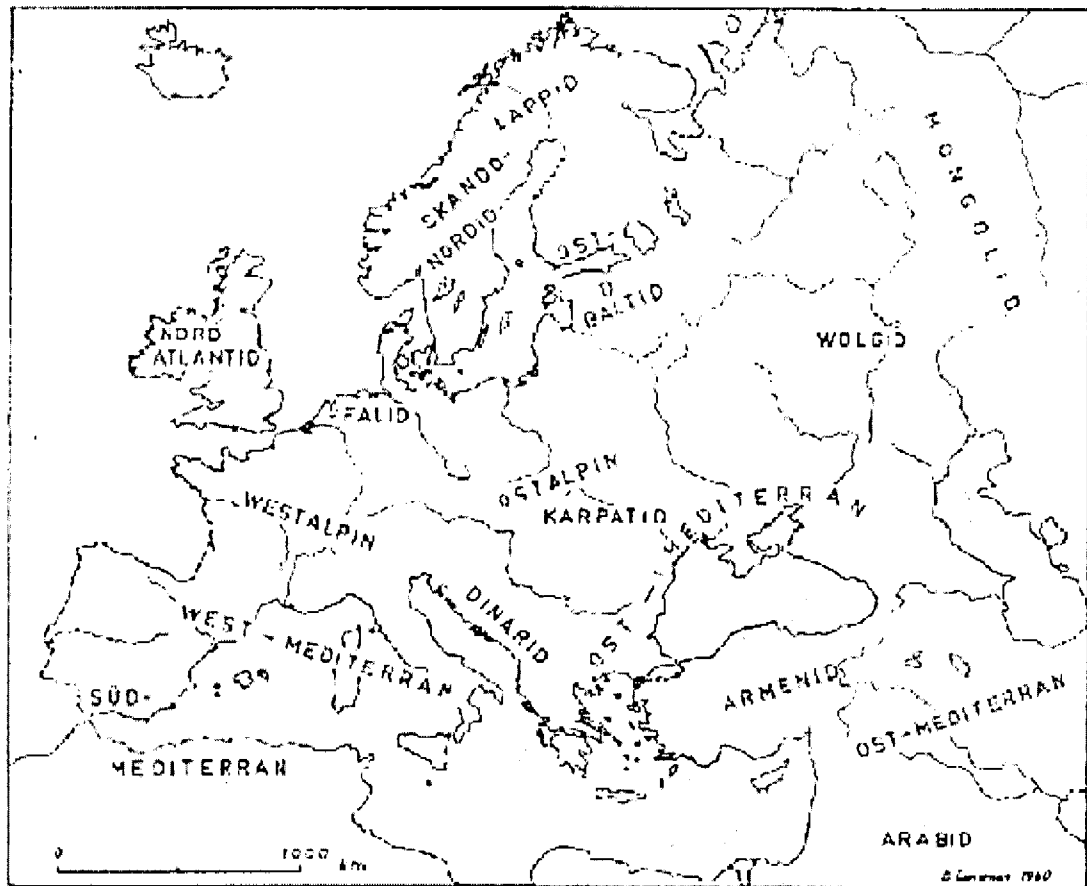 LAPPID
SKANDO-
NORDID
MONGOLID
OST-
BALTID
NORD
ATLANTID
WOLGID
FALID
OSTALPIN
WESTALPIN
KARPATID
OST-MEDITERRAN
DINARID
WEST-MEDITERRAN
SÜD-
MEDITERRAN
ARMENID
OST-MEDITERRAN
ARABID
0 1000 km
1960